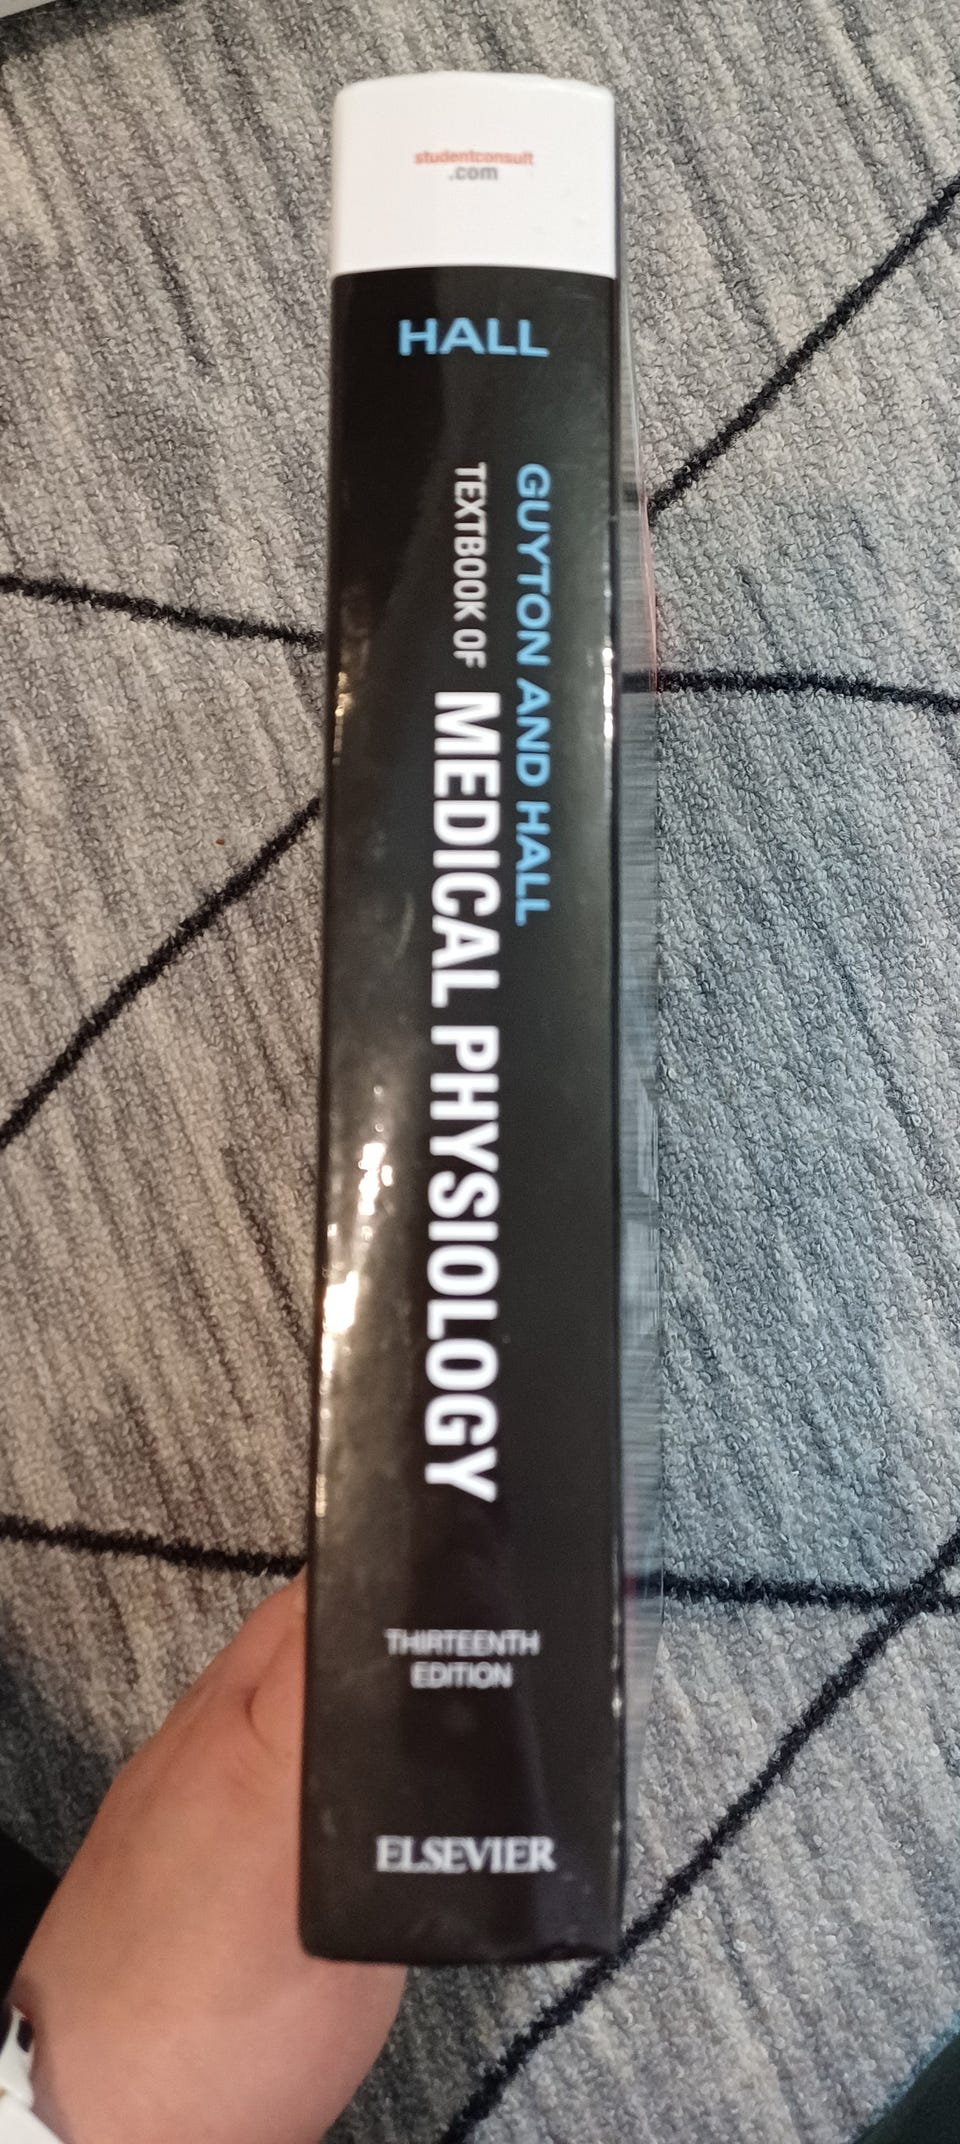 studentconsult
.com
HALL
GUYTON AND HALL
TEXTBOOK OF MEDICAL PHYSIOLOGY
THIRTEENTH
EDITION
ELSEVIER